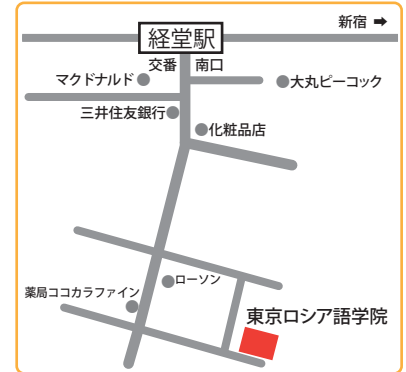 新宿 ➡
経堂駅
交番 南口
マクドナルド
大丸ピーコック
三井住友銀行
化粧品店
ローソン
薬局ココカラファイン
東京ロシア語学院